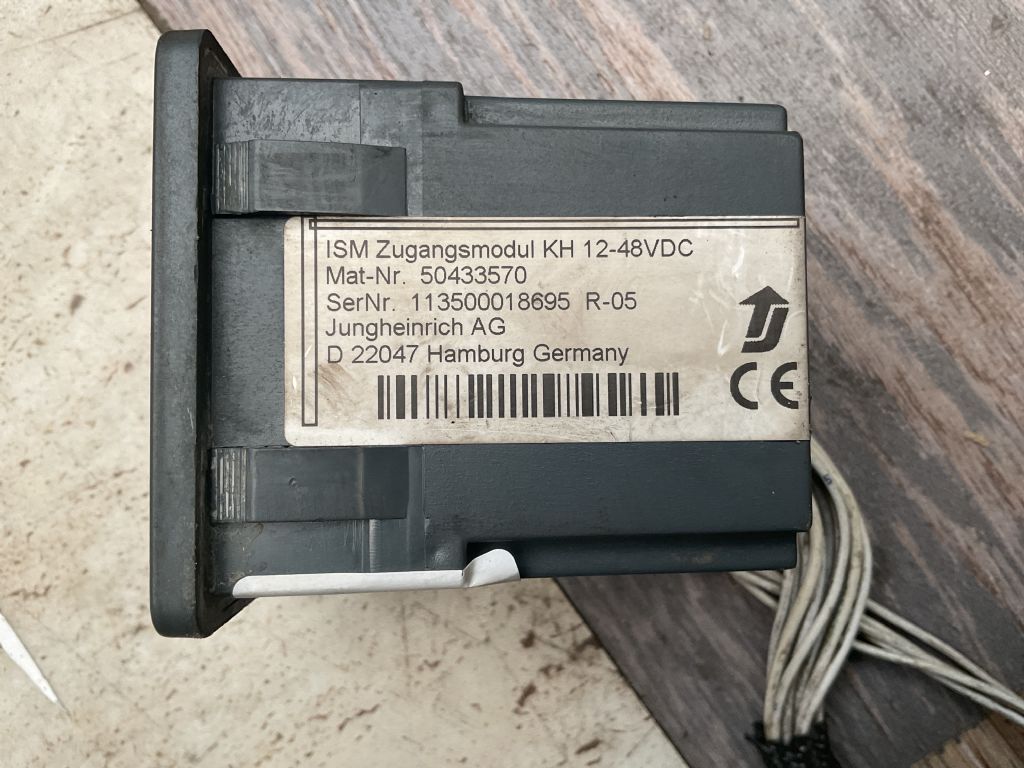 ISM Zugangsmodul KH 12-48VDC
Mat-Nr. 50433570
SerNr. 113500018695 R-05
Jungheinrich AG
D 22047 Hamburg Germany
CE